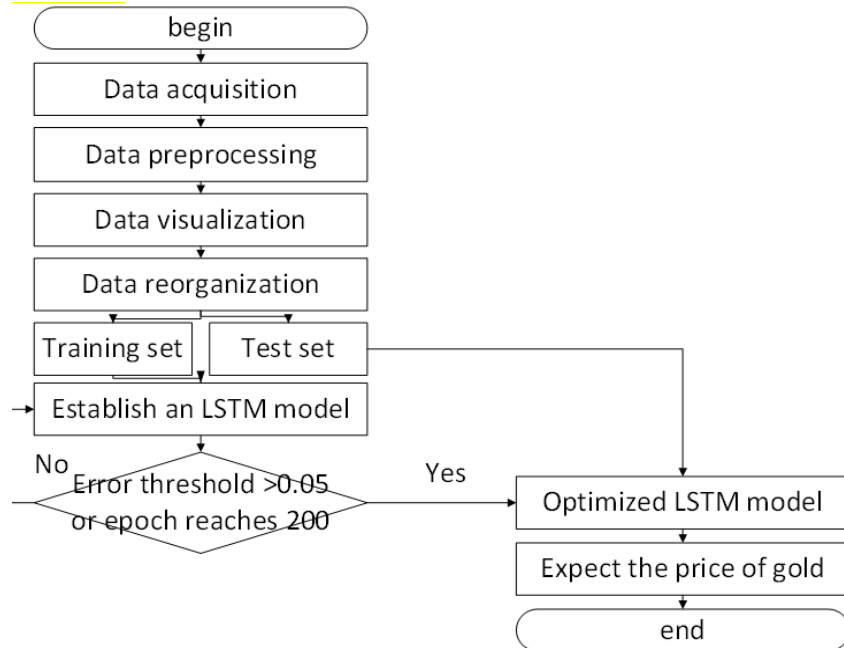 begin
Data acquisition
Data preprocessing
Data visualization
Data reorganization
Training set
Test set
Establish an LSTM model
No
Error threshold >0.05
or epoch reaches 200
Yes
Optimized LSTM model
Expect the price of gold
end